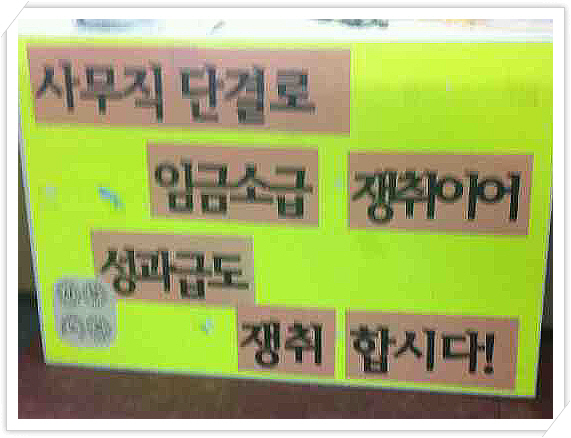 사무직 단결로
임금소급 쟁취이어
성과급도
쟁취 합시다!